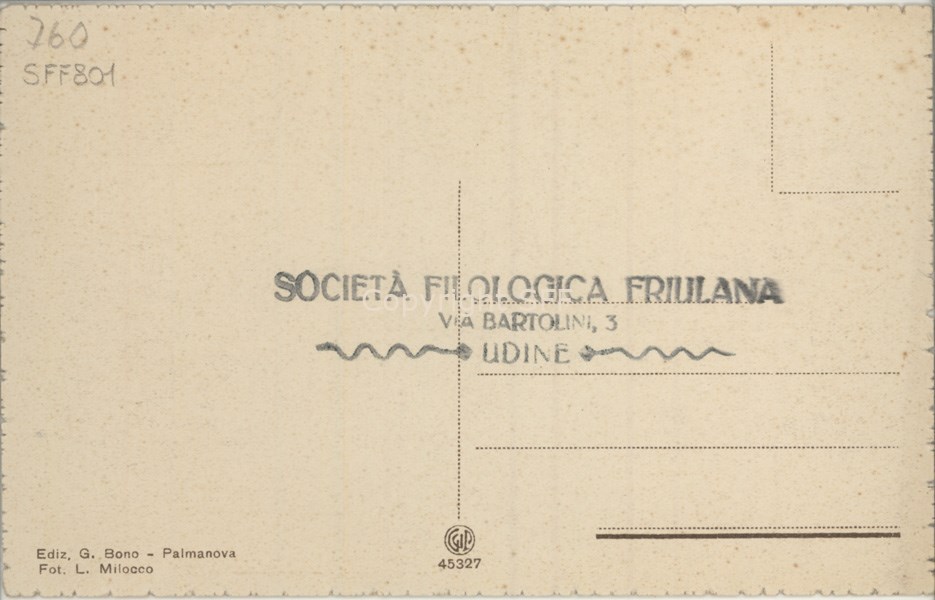 760
SFF801
SOCIETÀ FILOLOGICA FRIULANA
VIA BARTOLINI, 3
UDINE
Ediz. G. Bono - Palmanova
Fot. L. Milocco
45327